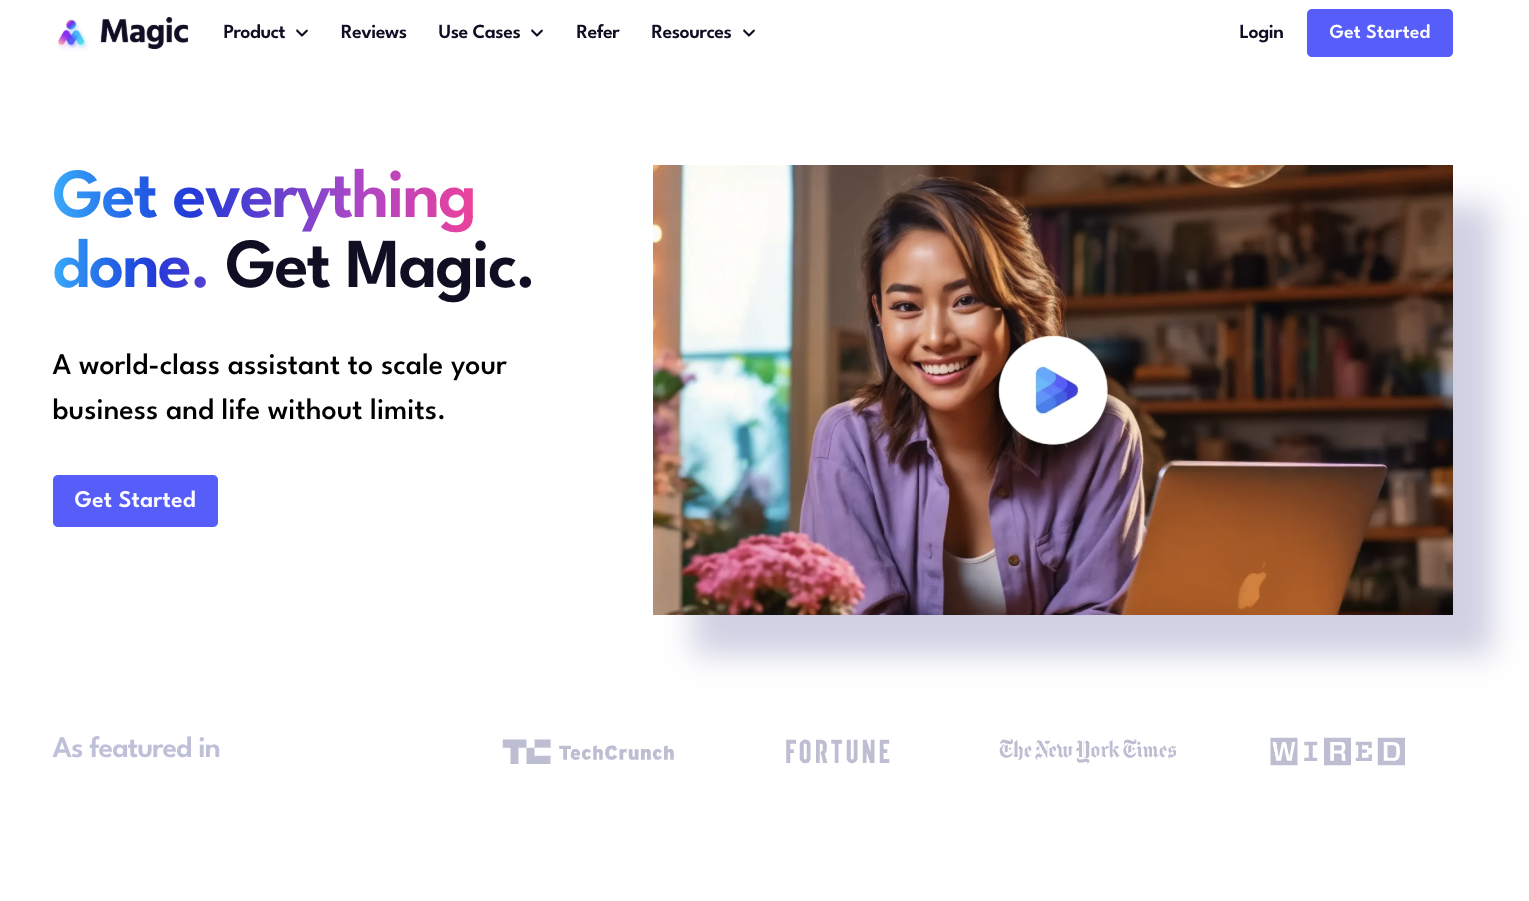 Magic Product Reviews Use Cases Refer Resources Login Get Started
Get everything
done. Get Magic.
A world-class assistant to scale your
business and life without limits.
Get Started
As featured in TC TechCrunch FORTUNE The New York Times WIRED